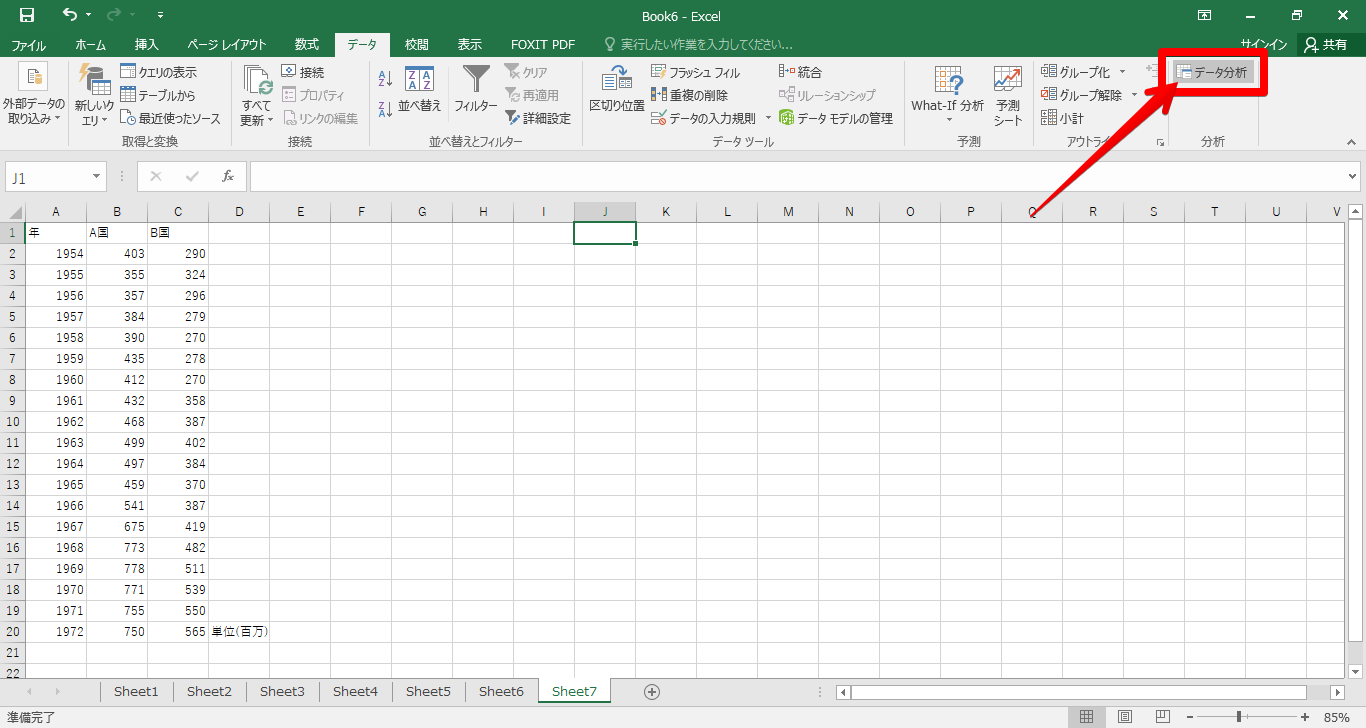 Book6 - Excel
ファイル ホーム 挿入 ページ レイアウト 数式 データ 校閲 表示 FOXIT PDF 実行したい作業を入力してください... サインイン 共有
外部データの
取り込み
新しいクエリ
クエリの表示
テーブルから
最近使ったソース
取得と変換
すべて
更新
接続
プロパティ
リンクの編集
接続
並べ替え
フィルター
クリア
再適用
詳細設定
並べ替えとフィルター
区切り位置
フラッシュ フィル
重複の削除
データの入力規則
統合
リレーションシップ
データ モデルの管理
データ ツール
What-If 分析
予測
シート
予測
グループ化
グループ解除
小計
アウトライ
データ分析
分析
J1
fx
A B C D E F G H I J K L M N O P Q R S T U V
1 年 A国 B国
2 1954 403 290
3 1955 355 324
4 1956 357 296
5 1957 384 279
6 1958 390 270
7 1959 435 278
8 1960 412 270
9 1961 432 358
10 1962 468 387
11 1963 499 402
12 1964 497 384
13 1965 459 370
14 1966 541 387
15 1967 675 419
16 1968 773 482
17 1969 778 511
18 1970 771 539
19 1971 755 550
20 1972 750 565 単位(百万)
21
22
Sheet1 Sheet2 Sheet3 Sheet4 Sheet5 Sheet6 Sheet7
準備完了 85%